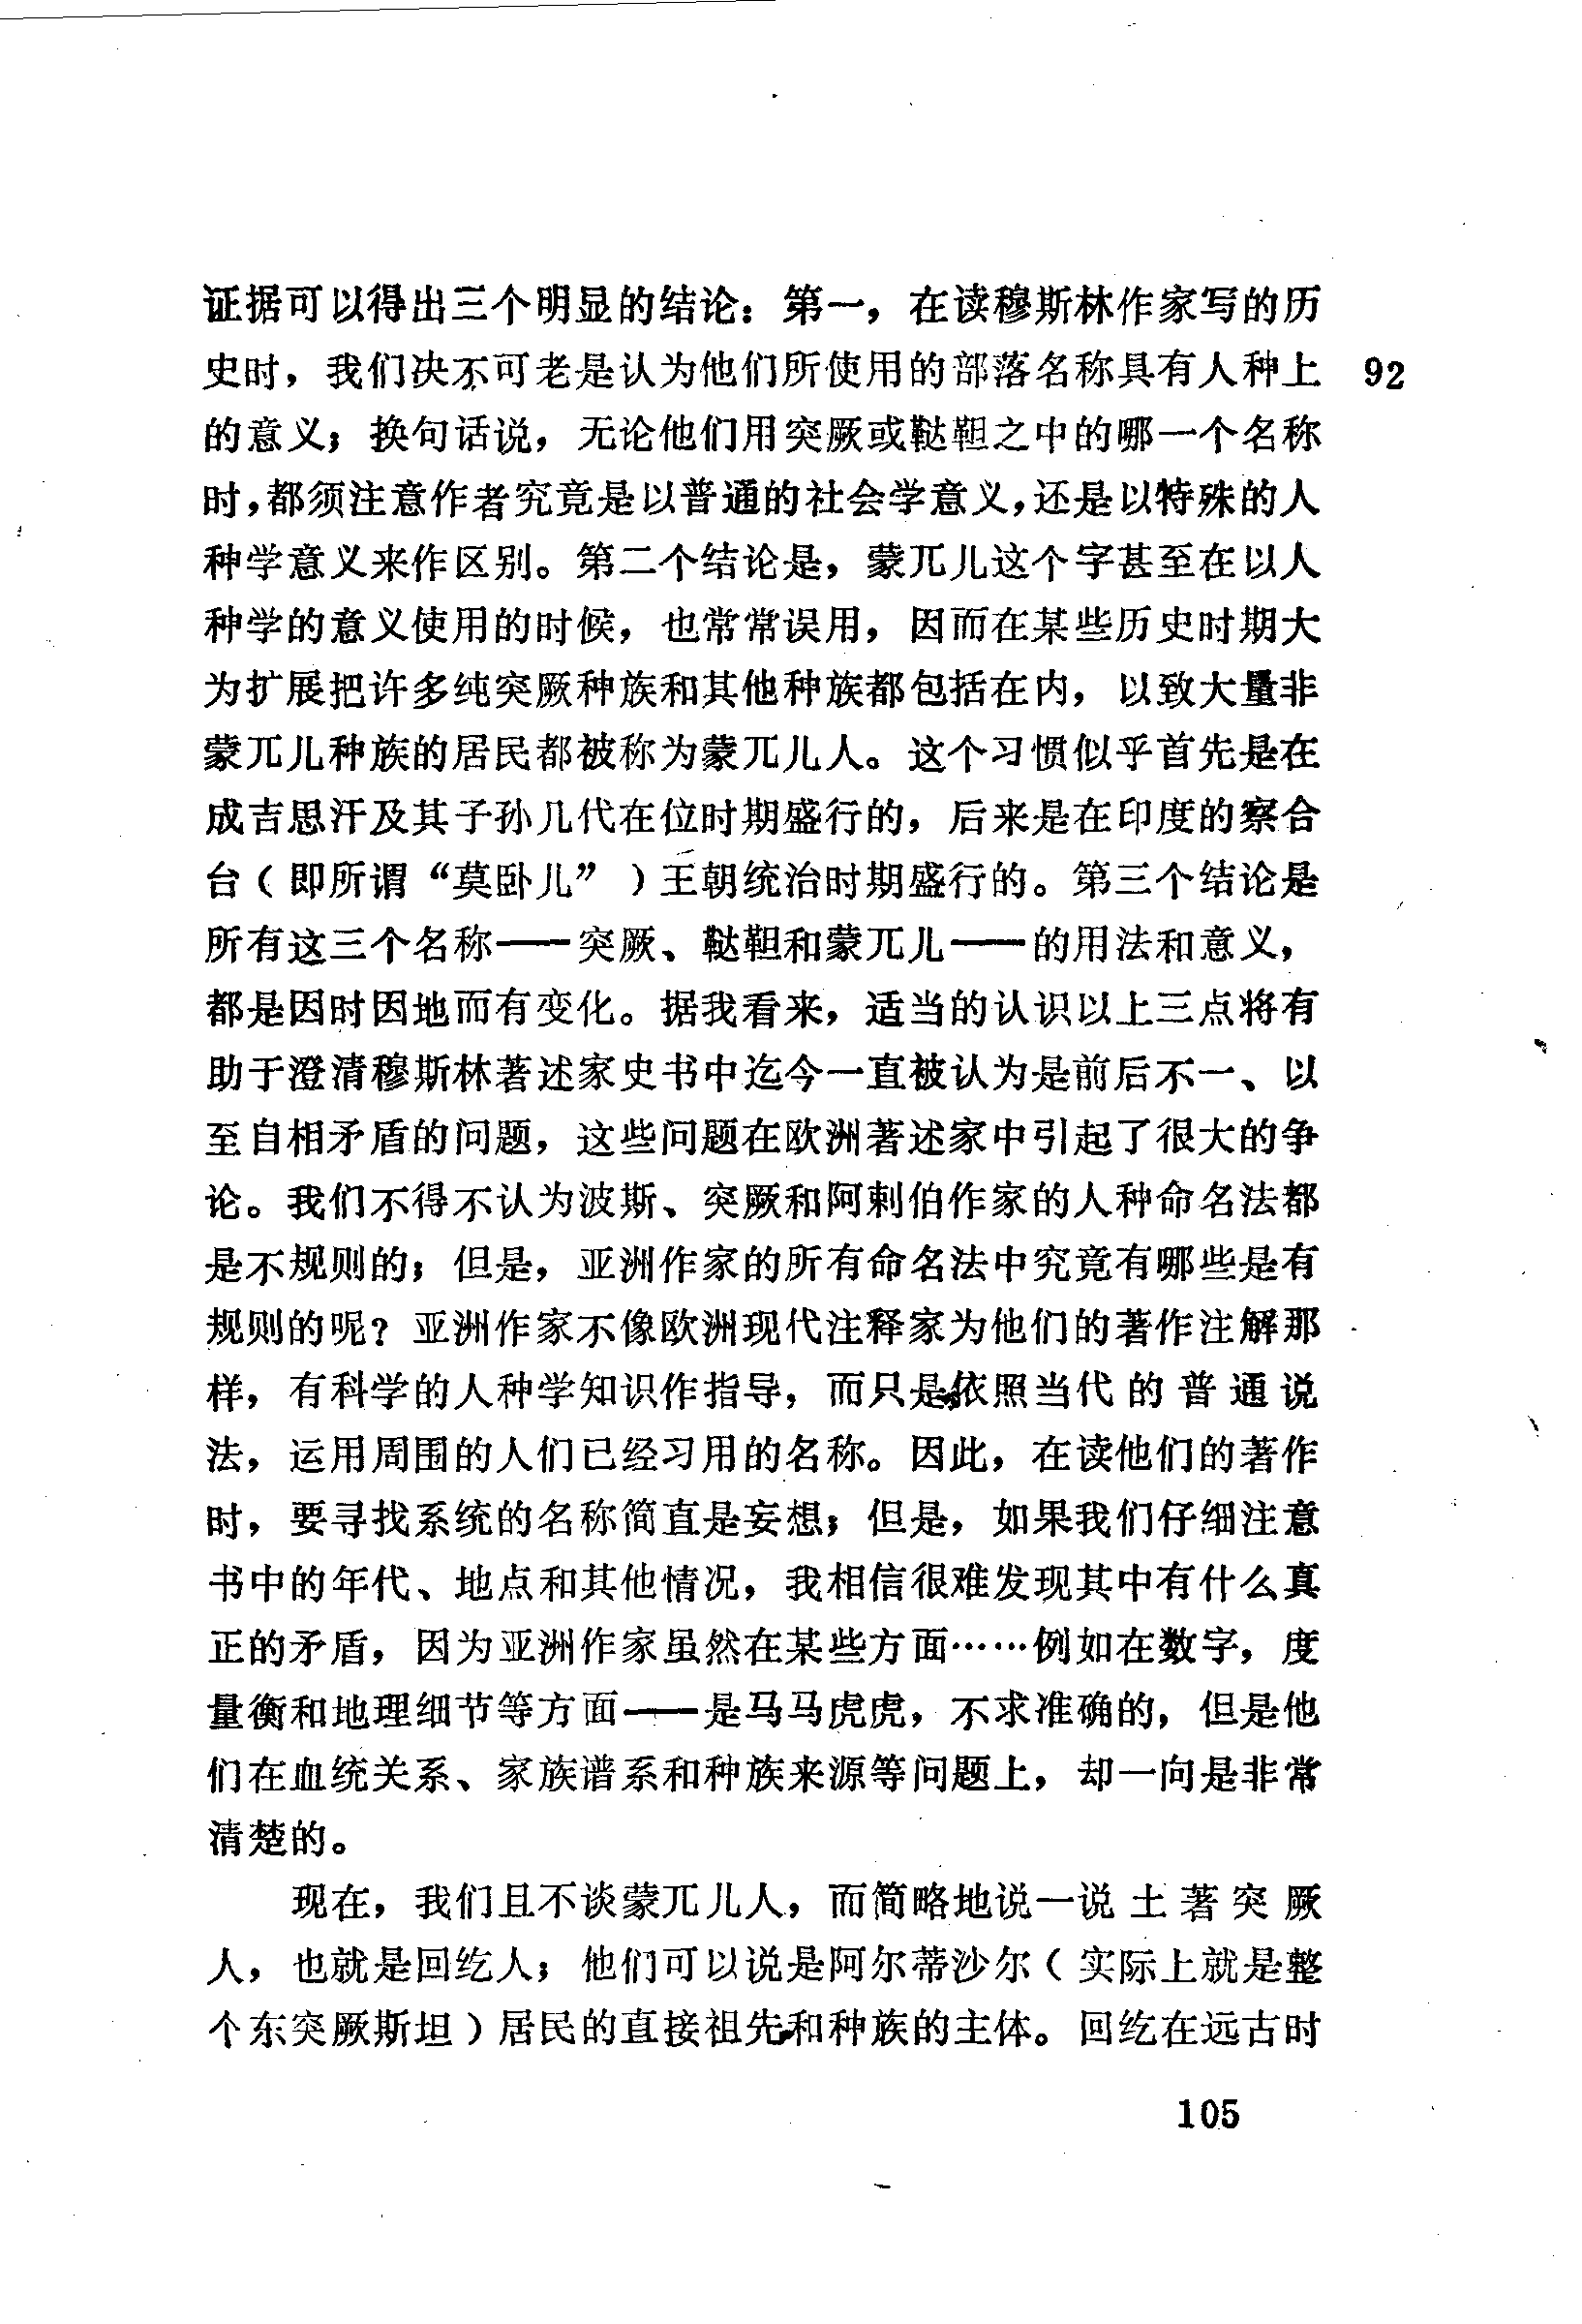 证据可以得出三个明显的结论：第一，在读穆斯林作家写的历
史时，我们决不可老是认为他们所使用的部落名称具有人种上 92
的意义；换句话说，无论他们用突厥或鞑靼之中的哪一个名称
时，都须注意作者究竟是以普通的社会学意义，还是以特殊的人
种学意义来作区别。第二个结论是，蒙兀儿这个字甚至在以人
种学的意义使用的时候，也常常误用，因而在某些历史时期大
为扩展把许多纯突厥种族和其他种族都包括在内，以致大量非
蒙兀儿种族的居民都被称为蒙兀儿人。这个习惯似乎首先是在
成吉思汗及其子孙几代在位时期盛行的，后来是在印度的察合
台（即所谓“莫卧儿”）王朝统治时期盛行的。第三个结论是
所有这三个名称——突厥、鞑靼和蒙兀儿——的用法和意义，
都是因时因地而有变化。据我看来，适当的认识以上三点将有
助于澄清穆斯林著述家史书中迄今一直被认为是前后不一、以
至自相矛盾的问题，这些问题在欧洲著述家中引起了很大的争
论。我们不得不认为波斯、突厥和阿剌伯作家的人种命名法都
是不规则的；但是，亚洲作家的所有命名法中究竟有哪些是有
规则的呢？亚洲作家不像欧洲现代注释家为他们的著作注解那
样，有科学的人种学知识作指导，而只是依照当代的普通说
法，运用周围的人们已经习用的名称。因此，在读他们的著作
时，要寻找系统的名称简直是妄想；但是，如果我们仔细注意
书中的年代、地点和其他情况，我相信很难发现其中有什么真
正的矛盾，因为亚洲作家虽然在某些方面……例如在数字，度
量衡和地理细节等方面——是马马虎虎，不求准确的，但是他
们在血统关系、家族谱系和种族来源等问题上，却一向是非常
清楚的。
现在，我们且不谈蒙兀儿人，而简略地说一说土著突厥
人，也就是回纥人；他们可以说是阿尔蒂沙尔（实际上就是整
个东突厥斯坦）居民的直接祖先和种族的主体。回纥在远古时
105